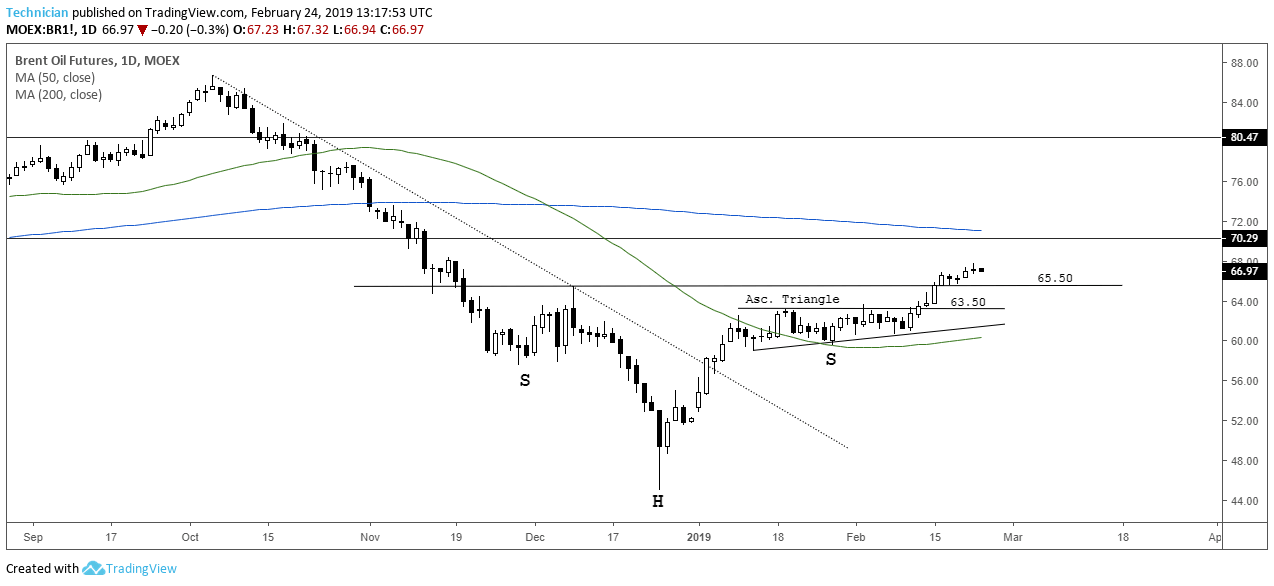 Technician published on TradingView.com, February 24, 2019 13:17:53 UTC
MOEX:BR1!, 1D 66.97 ▼ −0.20 (−0.3%) O:67.23 H:67.32 L:66.94 C:66.97
Brent Oil Futures, 1D, MOEX
MA (50, close)
MA (200, close)
88.00
84.00
80.47
76.00
72.00
70.29
68.00
66.97
65.50
Asc. Triangle
63.50
64.00
60.00
S
S
56.00
52.00
48.00
H
44.00
Sep 17 Oct 15 Nov 19 Dec 17 2019 18 Feb 15 Mar 18 Ap
Created with TradingView